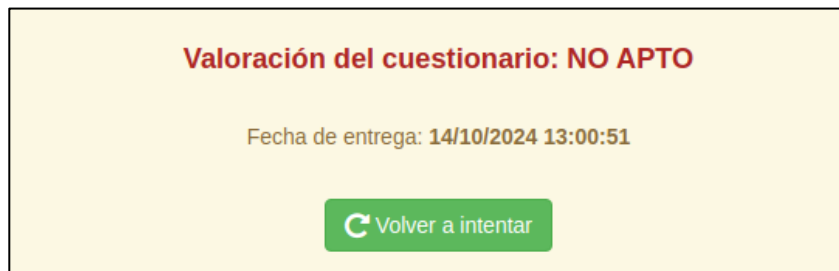 Valoración del cuestionario: NO APTO
Fecha de entrega: 14/10/2024 13:00:51
Volver a intentar